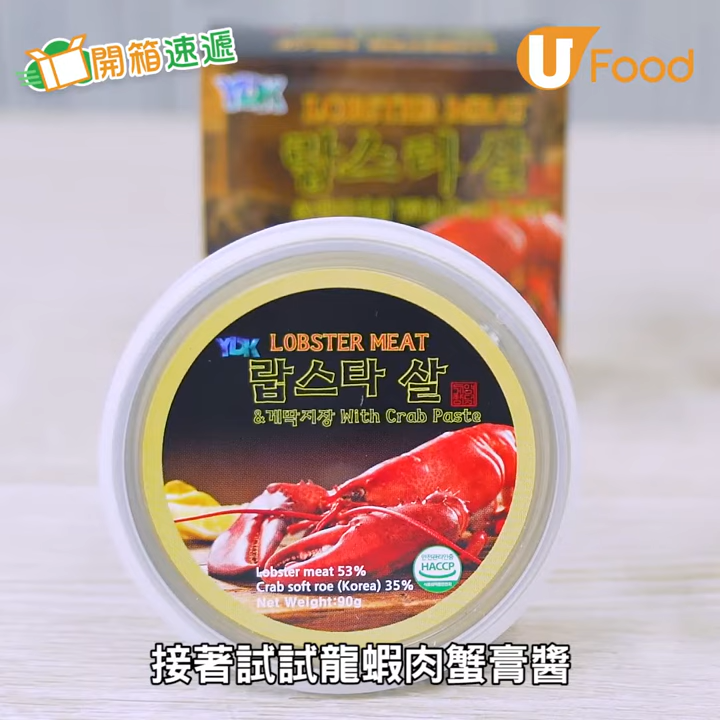 開箱速遞
U Food
YDK
LOBSTER MEAT
랍스타 살
YDK LOBSTER MEAT
랍스타 살
&게딱지장 With Crab Paste
Lobster meat 53%
Crab soft roe (Korea) 35%
Net Weight:90g
HACCP
接著試試龍蝦肉蟹膏醬